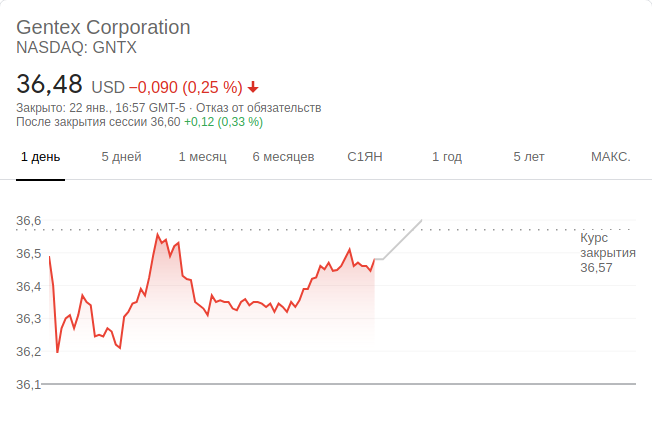 Gentex Corporation
NASDAQ: GNTX
36,48 USD −0,090 (0,25 %)
Закрыто: 22 янв., 16:57 GMT-5 · Отказ от обязательств
После закрытия сессии 36,60 +0,12 (0,33 %)
1 день 5 дней 1 месяц 6 месяцев С1ЯН 1 год 5 лет МАКС.
36,6
Курс
закрытия
36,57
36,5
36,4
36,3
36,2
36,1